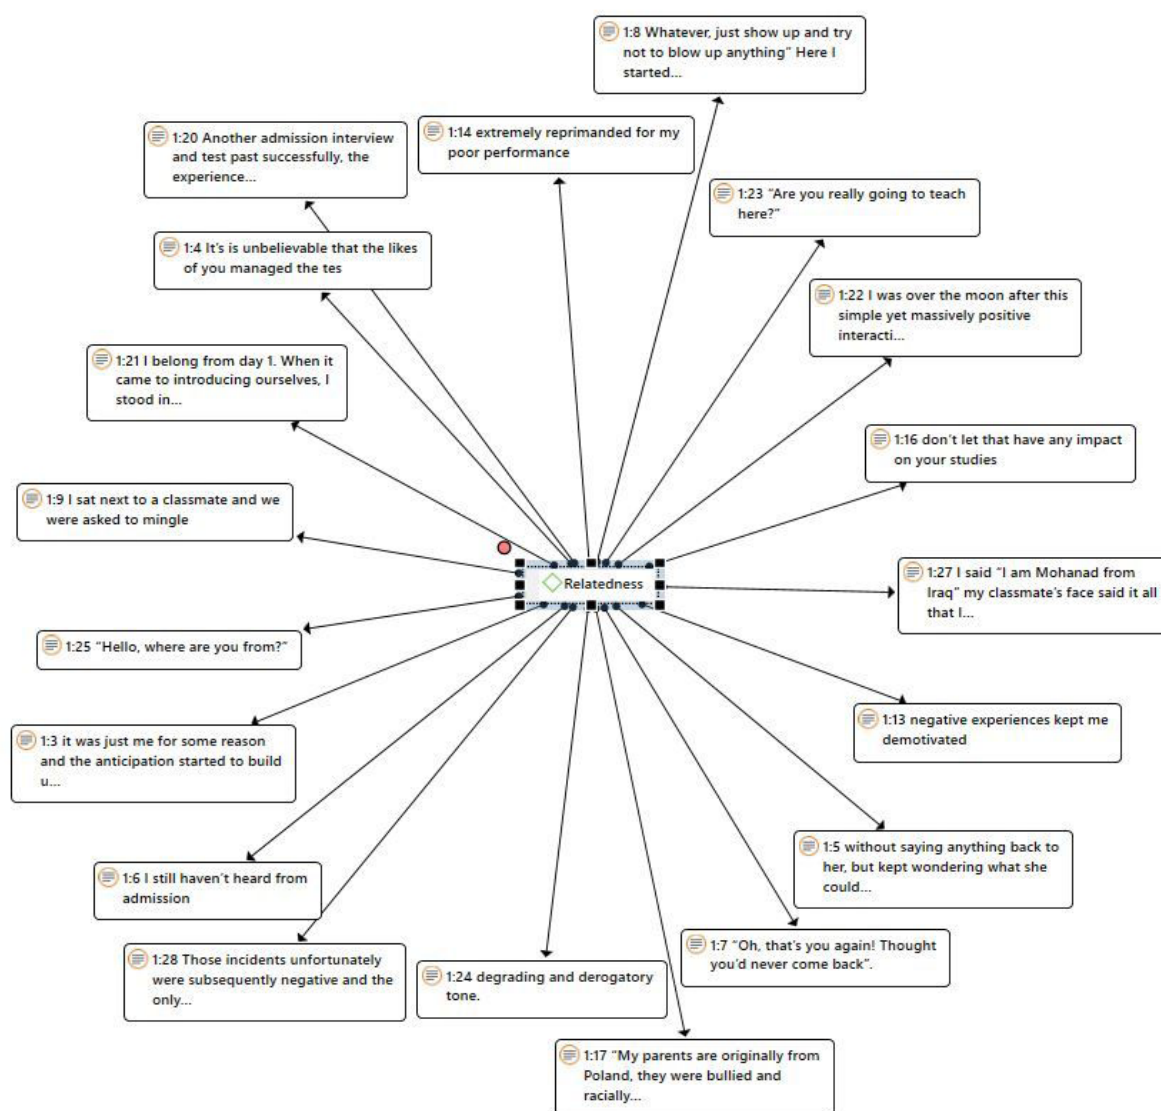 1:8 Whatever, just show up and try
not to blow up anything” Here I
started...
1:20 Another admission interview
and test past successfully, the
experience...
1:14 extremely reprimanded for my
poor performance
1:23 “Are you really going to teach
here?”
1:4 It's is unbelievable that the likes
of you managed the tes
1:22 I was over the moon after this
simple yet massively positive
interacti...
1:21 I belong from day 1. When it
came to introducing ourselves, I
stood in...
1:16 don't let that have any impact
on your studies
1:9 I sat next to a classmate and we
were asked to mingle
Relatedness
1:27 I said “I am Mohanad from
Iraq” my classmate's face said it all
that I...
1:25 “Hello, where are you from?”
1:3 it was just me for some reason
and the anticipation started to build
u...
1:13 negative experiences kept me
demotivated
1:5 without saying anything back to
her, but kept wondering what she
could...
1:6 I still haven't heard from
admission
1:7 “Oh, that's you again! Thought
you'd never come back”.
1:28 Those incidents unfortunately
were subsequently negative and the
only...
1:24 degrading and derogatory
tone.
1:17 “My parents are originally from
Poland, they were bullied and
racially...